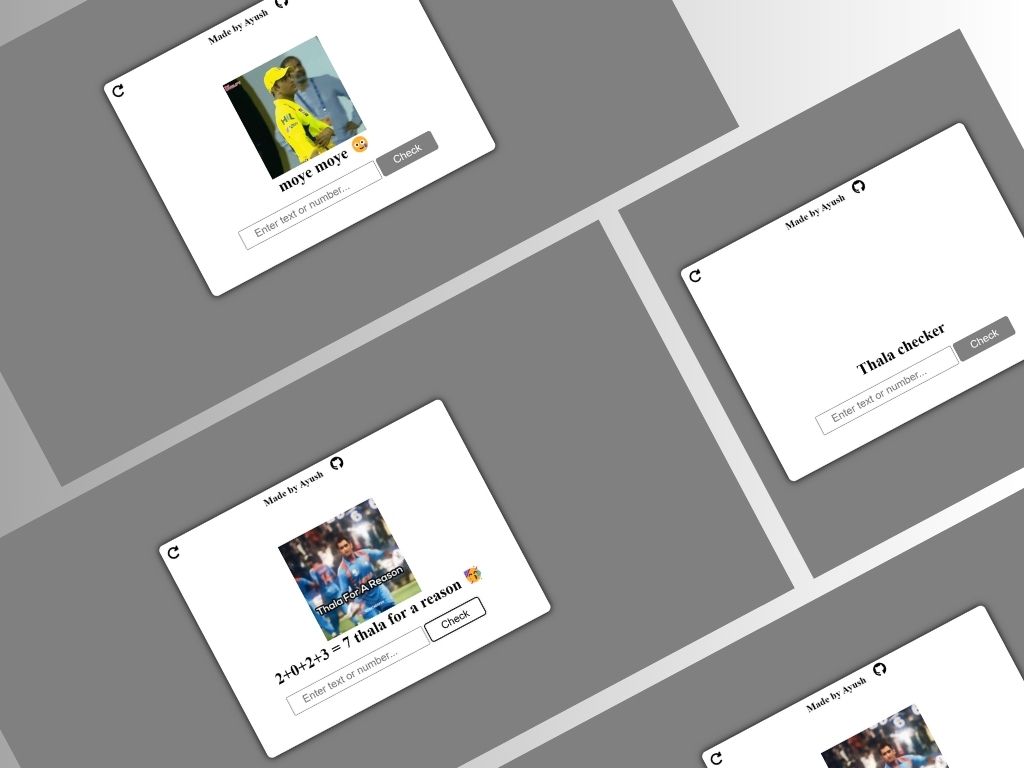 Made by Ayush
moye moye 🤪
Enter text or number...
Check
Made by Ayush
Thala checker
Enter text or number...
Check
Made by Ayush
Thala For A Reason
2+0+2+3 = 7 thala for a reason 🥳
Enter text or number...
Check
Made by Ayush